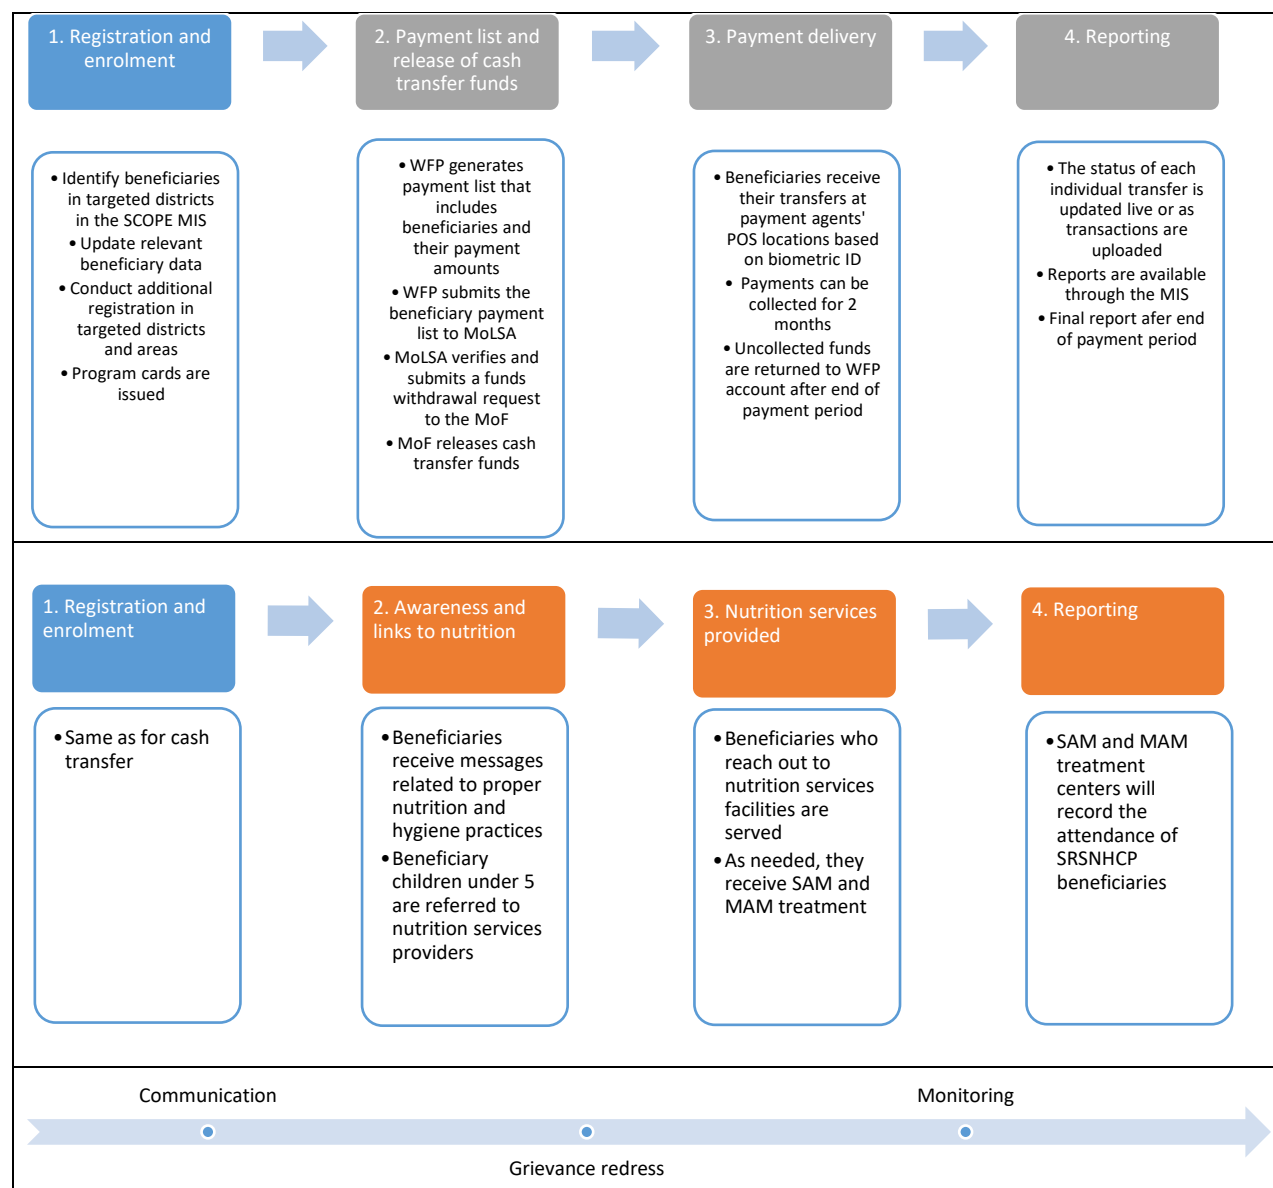 1. Registration and
enrolment
2. Payment list and
release of cash
transfer funds
3. Payment delivery
4. Reporting
• Identify beneficiaries
in targeted districts
in the SCOPE MIS
• Update relevant
beneficiary data
• Conduct additional
registration in
targeted districts
and areas
• Program cards are
issued
• WFP generates
payment list that
includes
beneficiaries and
their payment
amounts
• WFP submits the
beneficiary payment
list to MoLSA
• MoLSA verifies and
submits a funds
withdrawal request
to the MoF
• MoF releases cash
transfer funds
• Beneficiaries receive
their transfers at
payment agents'
POS locations based
on biometric ID
• Payments can be
collected for 2
months
• Uncollected funds
are returned to WFP
account after end of
payment period
• The status of each
individual transfer is
updated live or as
transactions are
uploaded
• Reports are available
through the MIS
• Final report afer end
of payment period
1. Registration and
enrolment
2. Awareness and
links to nutrition
3. Nutrition services
provided
4. Reporting
• Same as for cash
transfer
• Beneficiaries
receive messages
related to proper
nutrition and
hygiene practices
• Beneficiary
children under 5
are referred to
nutrition services
providers
• Beneficiaries who
reach out to
nutrition services
facilities are
served
• As needed, they
receive SAM and
MAM treatment
• SAM and MAM
treatment
centers will
record the
attendance of
SRSNHCP
beneficiaries
Communication
Monitoring
Grievance redress